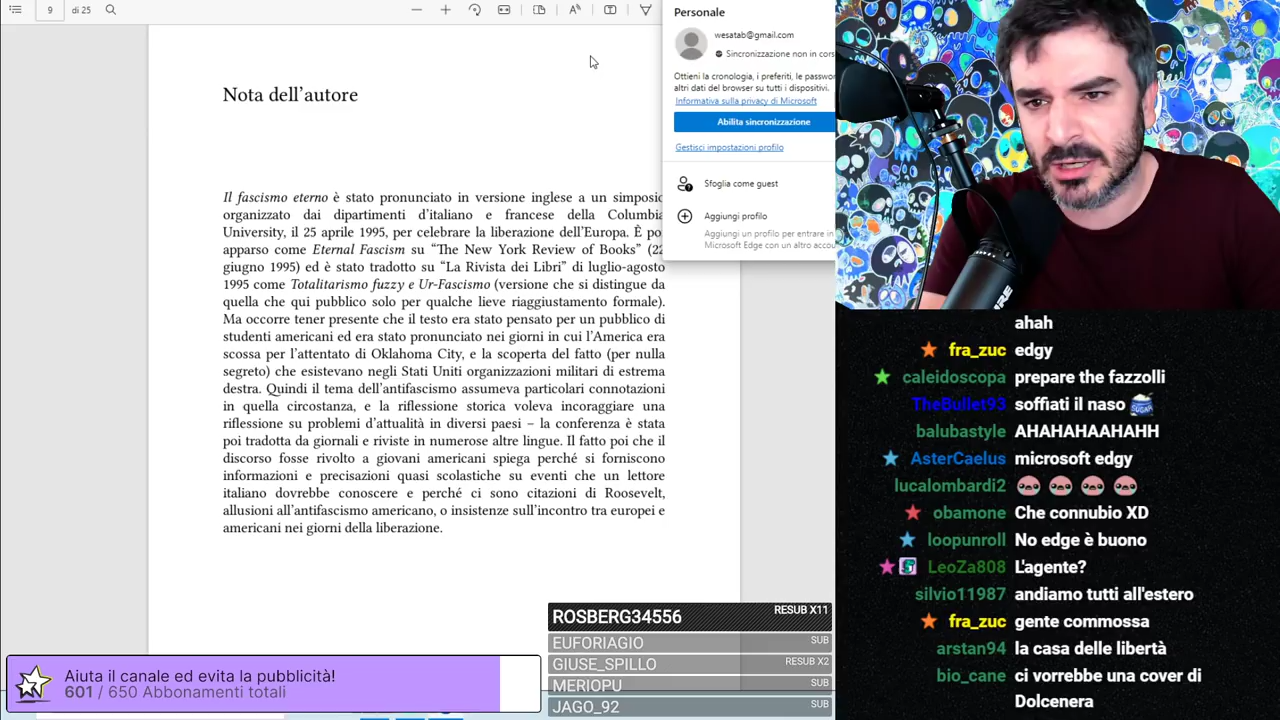 9
di 25
Nota dell'autore
Il fascismo eterno è stato pronunciato in versione inglese a un simposio
organizzato dai dipartimenti d'italiano e francese della Columbia
University, il 25 aprile 1995, per celebrare la liberazione dell'Europa. È poi
apparso come Eternal Fascism su "The New York Review of Books" (22
giugno 1995) ed è stato tradotto su "La Rivista dei Libri" di luglio-agosto
1995 come Totalitarismo fuzzy e Ur-Fascismo (versione che si distingue da
quella che qui pubblico solo per qualche lieve riaggiustamento formale).
Ma occorre tener presente che il testo era stato pensato per un pubblico di
studenti americani ed era stato pronunciato nei giorni in cui l'America era
scossa per l'attentato di Oklahoma City, e la scoperta del fatto (per nulla
segreto) che esistevano negli Stati Uniti organizzazioni militari di estrema
destra. Quindi il tema dell'antifascismo assumeva particolari connotazioni
in quella circostanza, e la riflessione storica voleva incoraggiare una
riflessione su problemi d'attualità in diversi paesi – la conferenza è stata
poi tradotta da giornali e riviste in numerose altre lingue. Il fatto poi che il
discorso fosse rivolto a giovani americani spiega perché si forniscono
informazioni e precisazioni quasi scolastiche su eventi che un lettore
italiano dovrebbe conoscere e perché ci sono citazioni di Roosevelt,
allusioni all'antifascismo americano, o insistenze sull'incontro tra europei e
americani nei giorni della liberazione.
Personale
wesatab@gmail.com
Sincronizzazione non in cors
Ottieni la cronologia, i preferiti, le passwo
altri dati del browser su tutti i dispositivi.
Informativa sulla privacy di Microsoft
Abilita sincronizzazione
Gestisci impostazioni profilo
Sfoglia come guest
Aggiungi profilo
Aggiungi un profilo per entrare in
Microsoft Edge con un altro accou
ahah
fra_zuc edgy
caleidoscopa prepare the fazzolli
TheBullet93 soffiati il naso
balubastyle AHAHAHAAHAHH
AsterCaelus microsoft edgy
lucalombardi2
obamone Che connubio XD
loopunroll No edge è buono
LeoZa808 L'agente?
silvio11987 andiamo tutti all'estero
fra_zuc gente commossa
arstan94 la casa delle libertà
bio_cane ci vorrebbe una cover di
Dolcenera
ROSBERG34556 RESUB X11
EUFORIAGIO SUB
GIUSE_SPILLO RESUB X2
MERIOPU SUB
JAGO_92 SUB
Aiuta il canale ed evita la pubblicità!
601 / 650 Abbonamenti totali